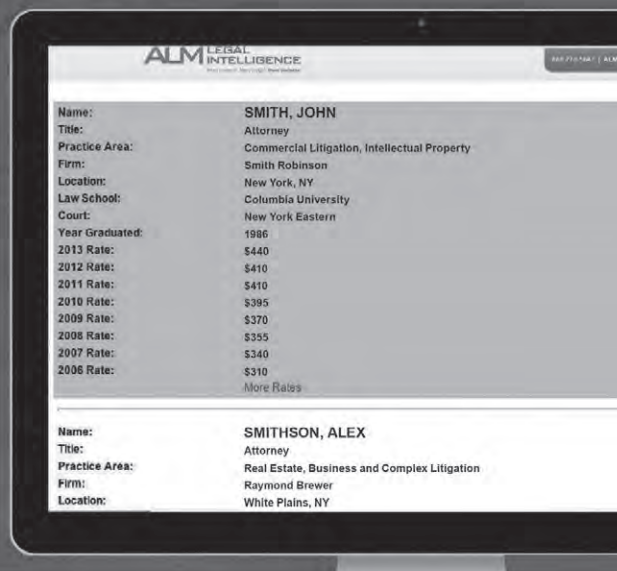 ALM LEGAL
INTELLIGENCE
Name: SMITH, JOHN
Title: Attorney
Practice Area: Commercial Litigation, Intellectual Property
Firm: Smith Robinson
Location: New York, NY
Law School: Columbia University
Court: New York Eastern
Year Graduated: 1986
2013 Rate: $440
2012 Rate: $410
2011 Rate: $410
2010 Rate: $395
2009 Rate: $370
2008 Rate: $355
2007 Rate: $340
2006 Rate: $310
More Rates
Name: SMITHSON, ALEX
Title: Attorney
Practice Area: Real Estate, Business and Complex Litigation
Firm: Raymond Brewer
Location: White Plains, NY